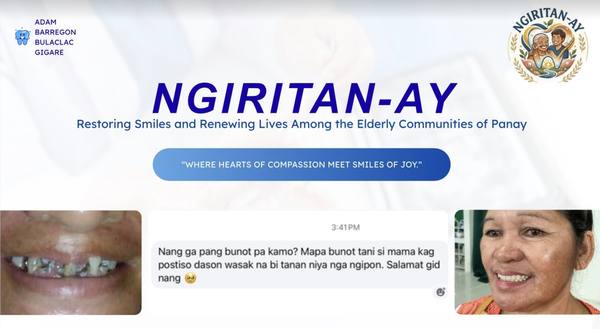 ADAM
BARREGON
BULACLAC
GIGARE
NGIRITAN-AY
NGIRITAN-AY
Restoring Smiles and Renewing Lives Among the Elderly Communities of Panay
"WHERE HEARTS OF COMPASSION MEET SMILES OF JOY."
3:41 PM
Nang ga pang bunot pa kamo? Mapa bunot tani si mama kag
postiso dason wasak na bi tanan niya nga ngipon. Salamat gid
nang 🥹